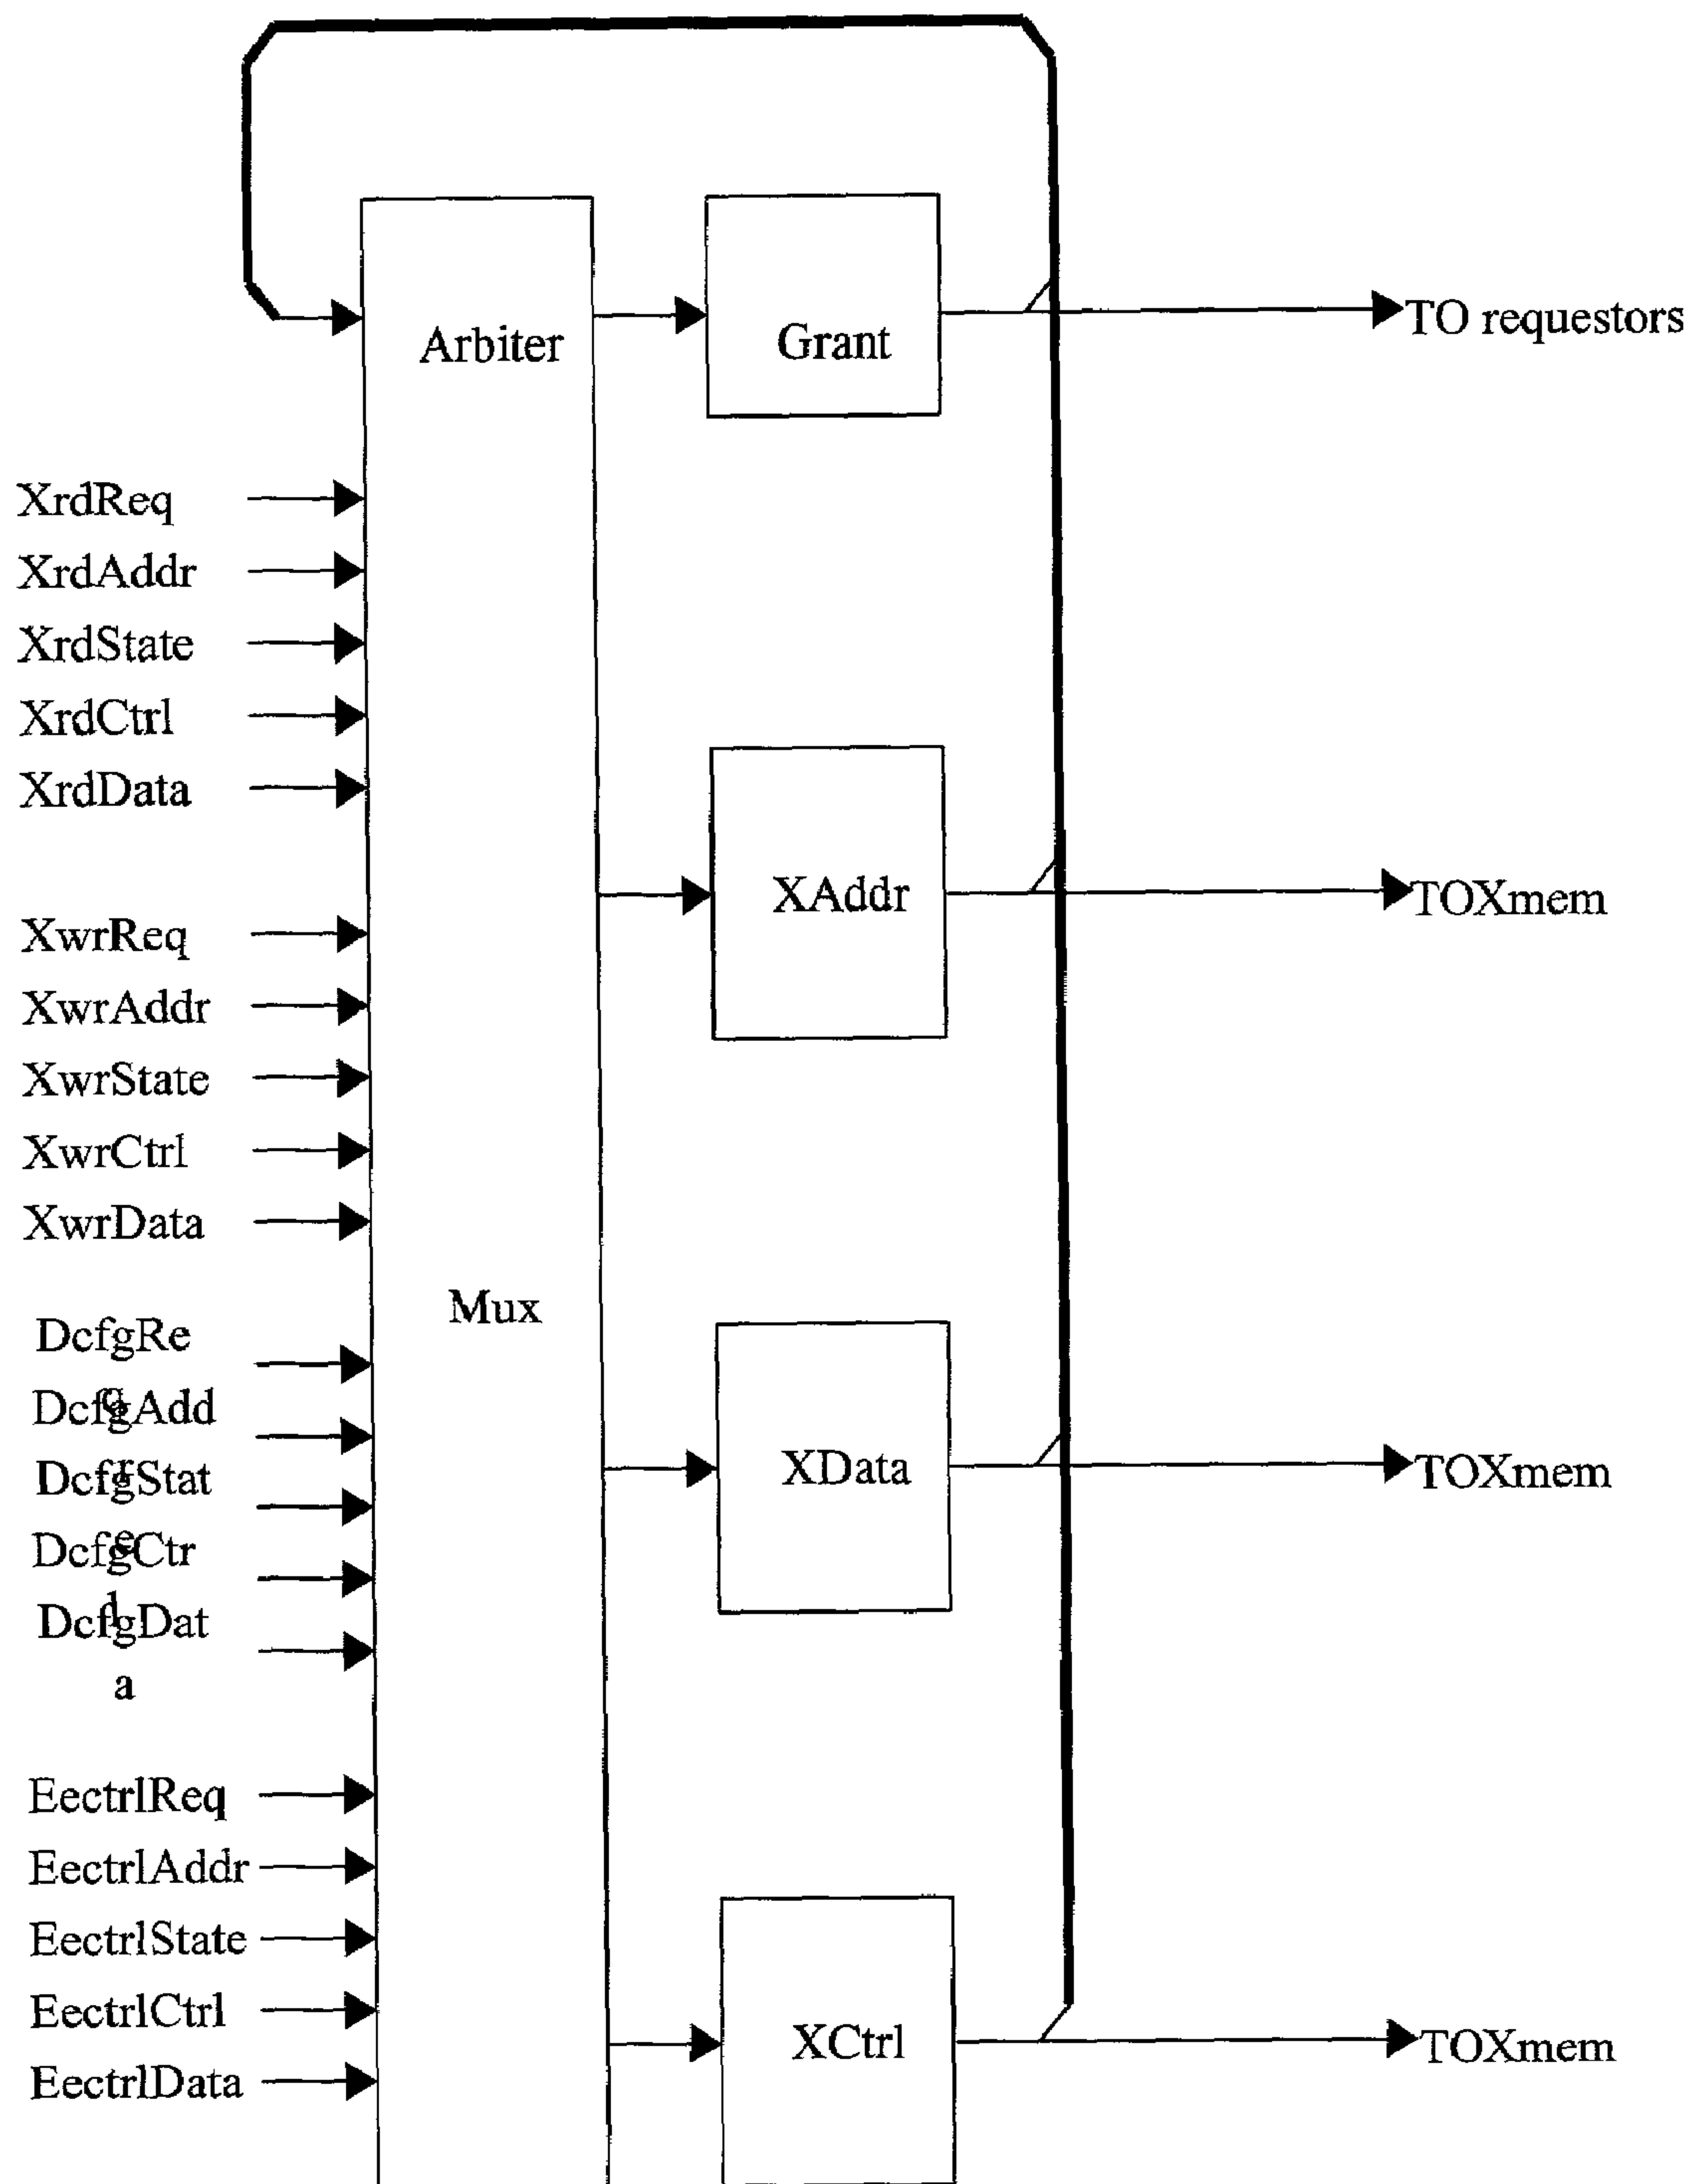 Arbiter
Grant
TO requestors
XrdReq
XrdAddr
XrdState
XrdCtrl
XrdData
XAddr
TOXmem
XwrReq
XwrAddr
XwrState
XwrCtrl
XwrData
Mux
DcfgRe
q
DcfgAdd
r
DcfgStat
e
DcfgCtr
l
DcfgDat
a
XData
TOXmem
EectrlReq
EectrlAddr
EectrlState
EectrlCtrl
EectrlData
XCtrl
TOXmem